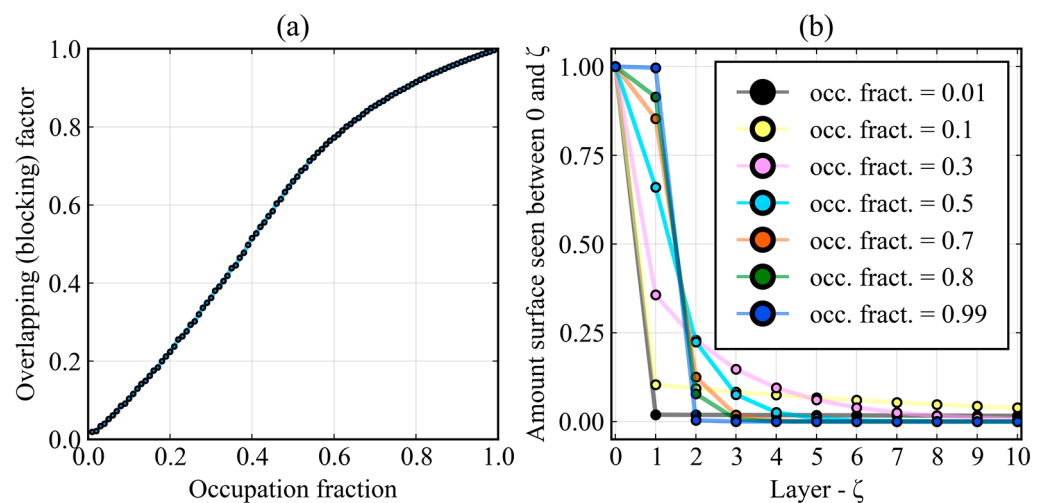 (a)
Overlapping (blocking) factor
1.0
0.8
0.6
0.4
0.2
0.0
0.0 0.2 0.4 0.6 0.8 1.0
Occupation fraction
(b)
Amount surface seen between 0 and ζ
1.00
0.75
0.50
0.25
0.00
occ. fract. = 0.01
occ. fract. = 0.1
occ. fract. = 0.3
occ. fract. = 0.5
occ. fract. = 0.7
occ. fract. = 0.8
occ. fract. = 0.99
0 1 2 3 4 5 6 7 8 9 10
Layer - ζ